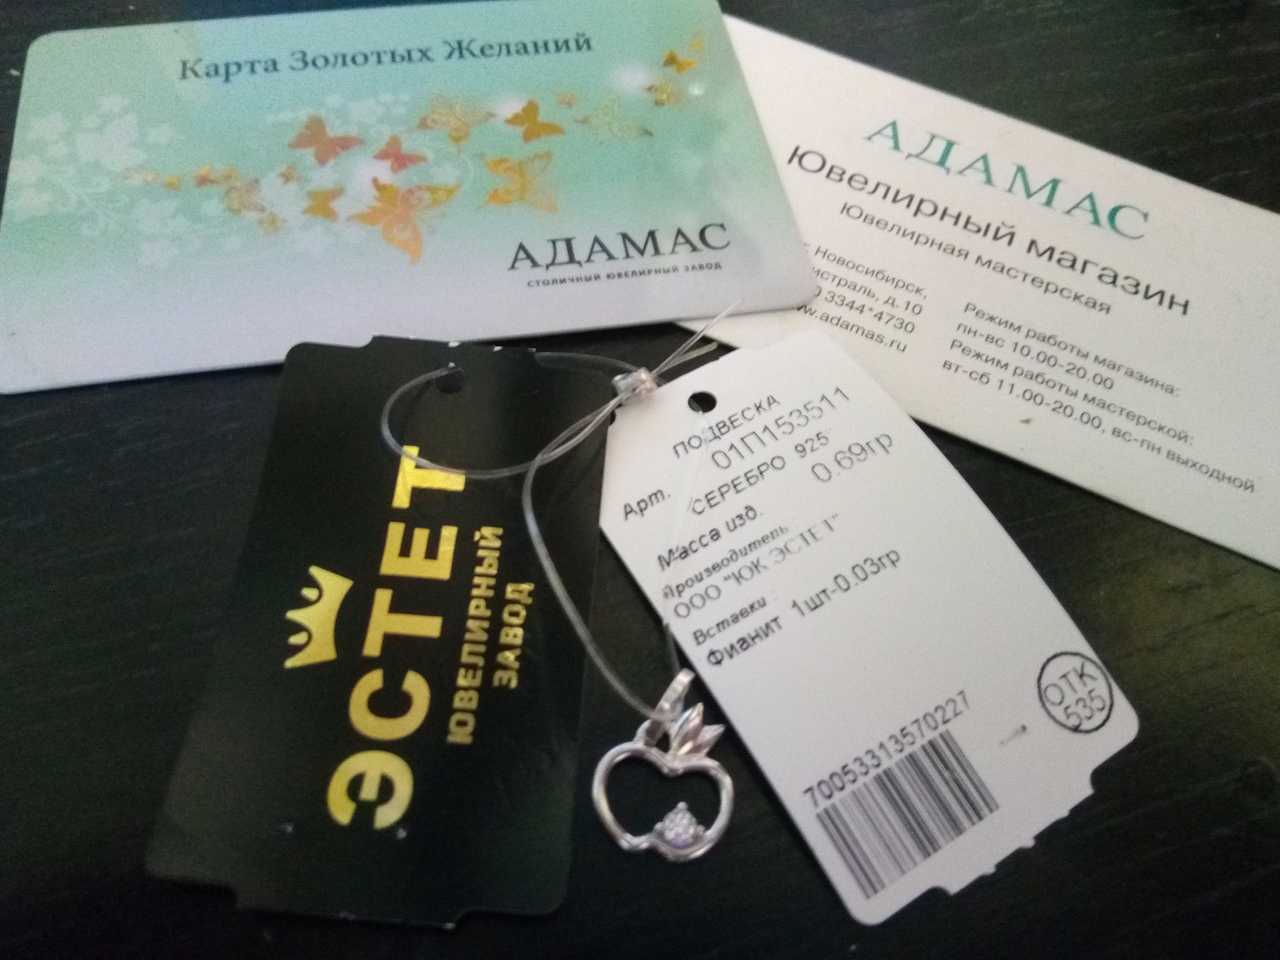 Карта Золотых Желаний
АДАМАС
СТОЛИЧНЫЙ ЮВЕЛИРНЫЙ ЗАВОД
АДАМАС
Ювелирный магазин
Ювелирная мастерская
г. Новосибирск,
д.10
3344*4730
www.adamas.ru
Режим работы магазина:
пн-вс 10.00-20.00
Режим работы мастерской:
вт-сб 11.00-20.00, вс-пн выходной
ЭСТЕТ
ЮВЕЛИРНЫЙ
ЗАВОД
ПОДВЕСКА
Арт. 01П153511
СЕРЕБРО 925°
Масса изд. 0.69гр
Производитель
ООО "ЮК ЭСТЕТ"
Вставки :
Фианит 1шт-0.03гр
ОТК
535
70053313570227